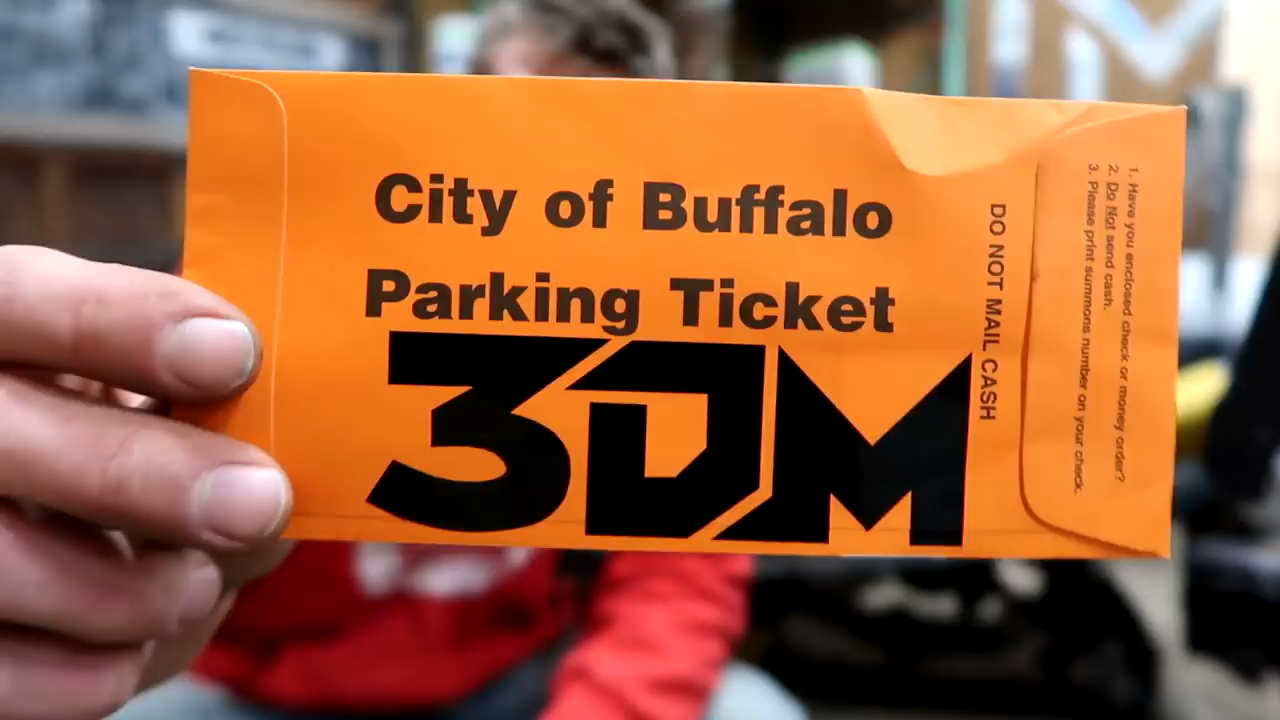 City of Buffalo
Parking Ticket
3DM
DO NOT MAIL CASH
1. Have you enclosed check or money order?
2. Do Not send cash.
3. Please print summons number on your check.